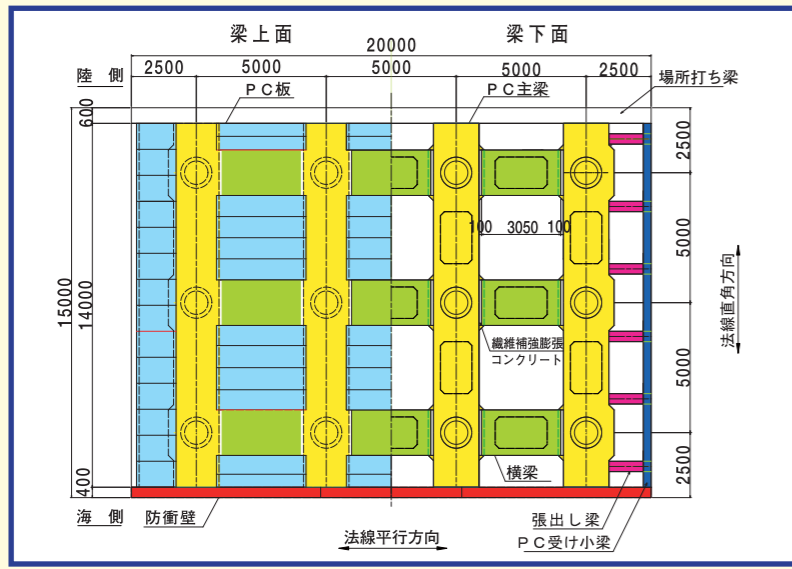 梁上面
梁下面
20000
陸 側
2500
5000
5000
5000
2500
場所打ち梁
PC板
PC主梁
600
2500
100 3050 100
5000
15000
14000
法線直角方向
繊維補強膨張
コンクリート
5000
横梁
2500
400
海 側
防衝壁
張出し梁
法線平行方向
PC受け小梁